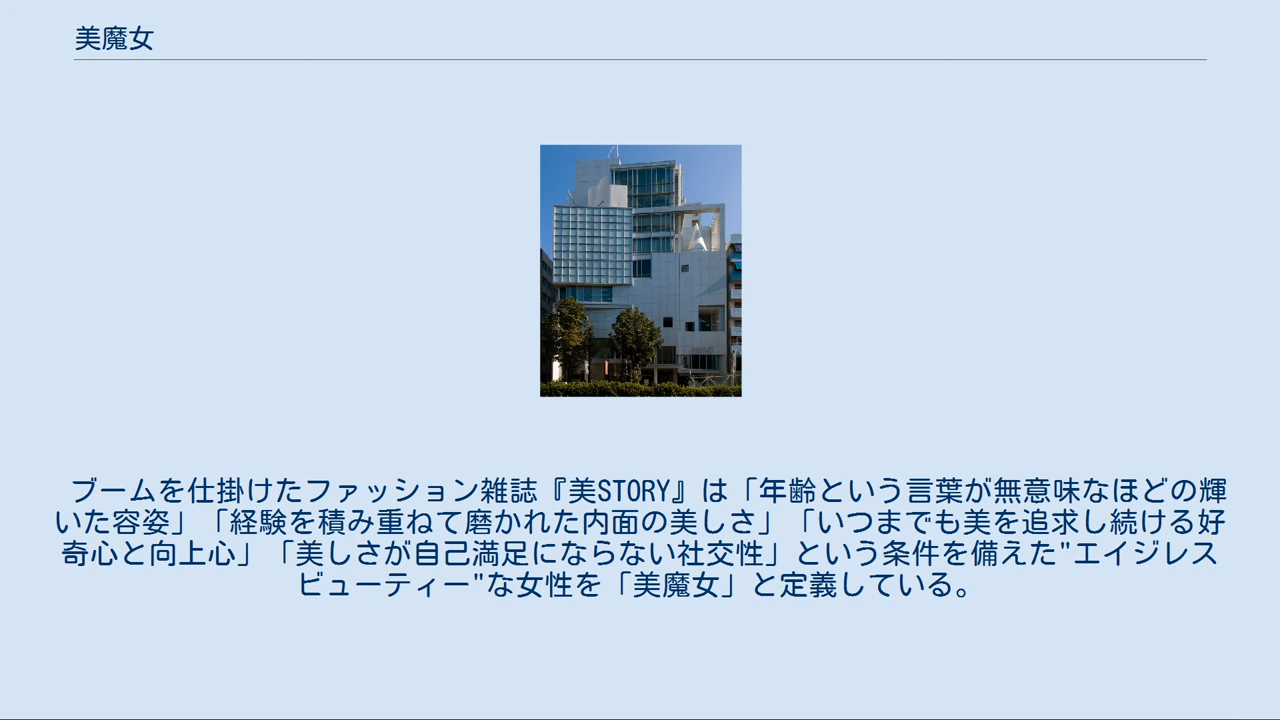 美魔女
ブームを仕掛けたファッション雑誌『美STORY』は「年齢という言葉が無意味なほどの輝
いた容姿」「経験を積み重ねて磨かれた内面の美しさ」「いつまでも美を追求し続ける好
奇心と向上心」「美しさが自己満足にならない社交性」という条件を備えた"エイジレス
ビューティー"な女性を「美魔女」と定義している。